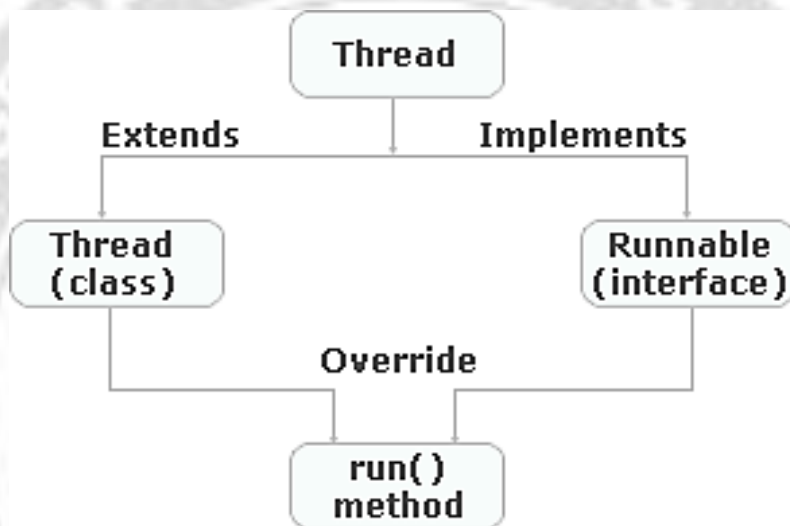 Thread
Extends
Implements
Thread
(class)
Runnable
(interface)
Override
run()
method